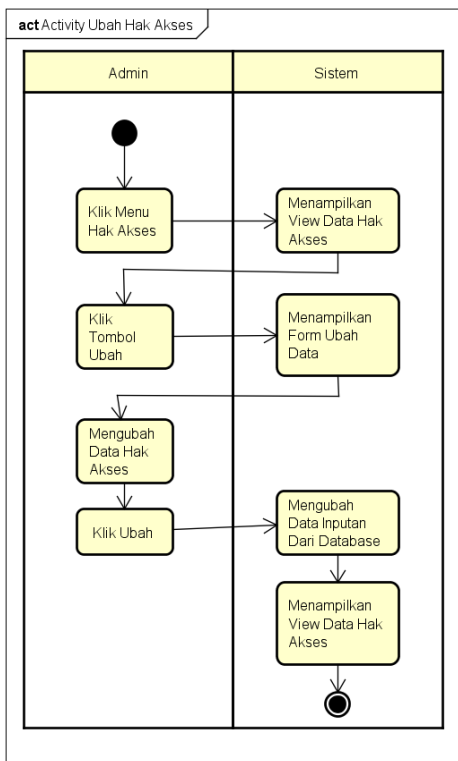 act Activity Ubah Hak Akses
Admin
Sistem
Klik Menu
Hak Akses
Menampilkan
View Data Hak
Akses
Klik
Tombol
Ubah
Menampilkan
Form Ubah
Data
Mengubah
Data Hak
Akses
Klik Ubah
Mengubah
Data Inputan
Dari Database
Menampilkan
View Data Hak
Akses